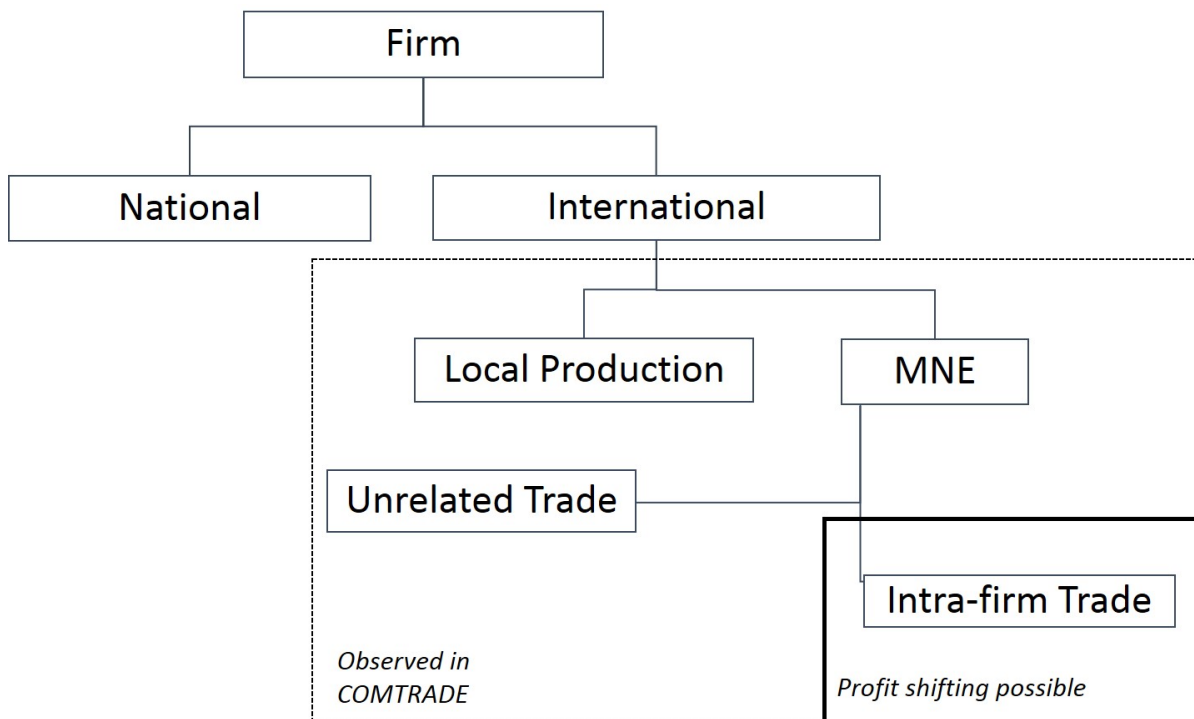 Firm
National
International
Local Production
MNE
Unrelated Trade
Intra-firm Trade
Observed in
COMTRADE
Profit shifting possible